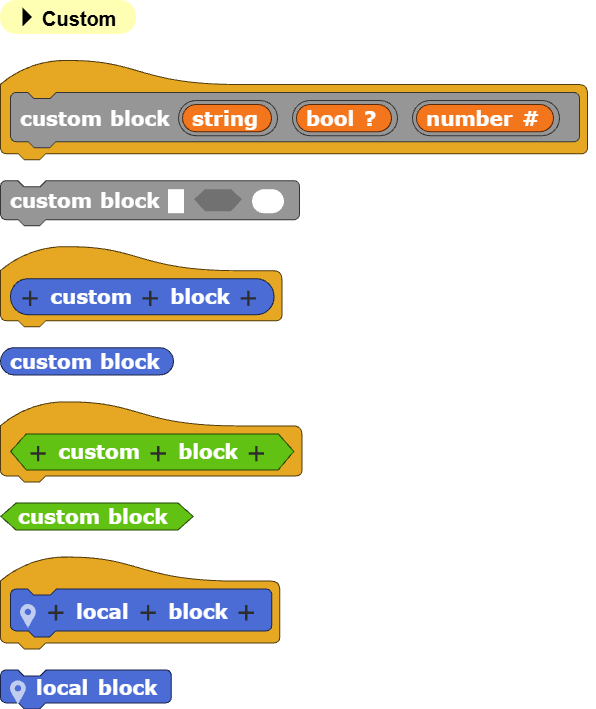 Custom
custom block string bool ? number #
custom block
+ custom + block +
custom block
+ custom + block +
custom block
+ local + block +
local block